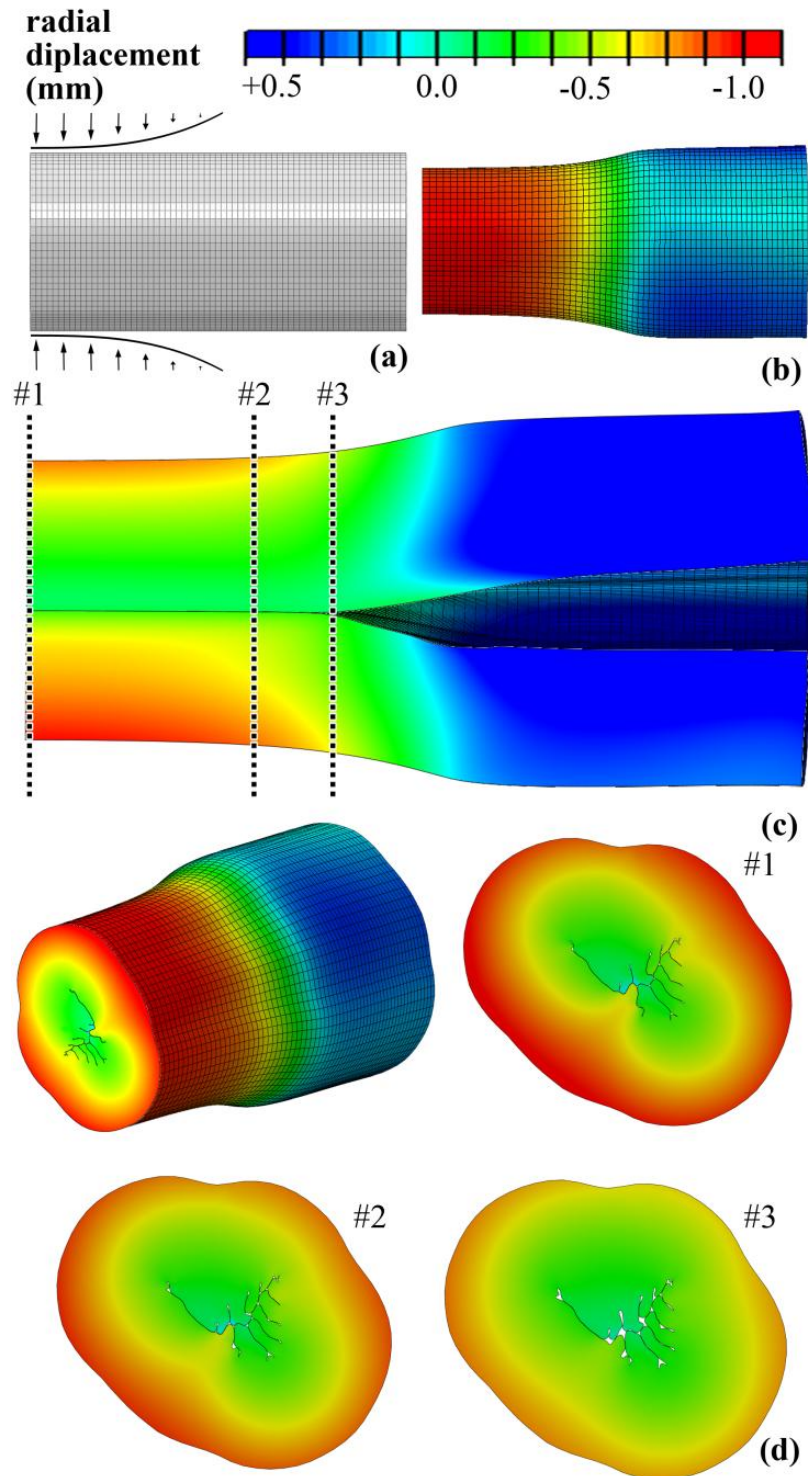 radial
diplacement
(mm)
+0.5 0.0 -0.5 -1.0
(a)
(b)
#1 #2 #3
(c)
#1
#2
#3
(d)